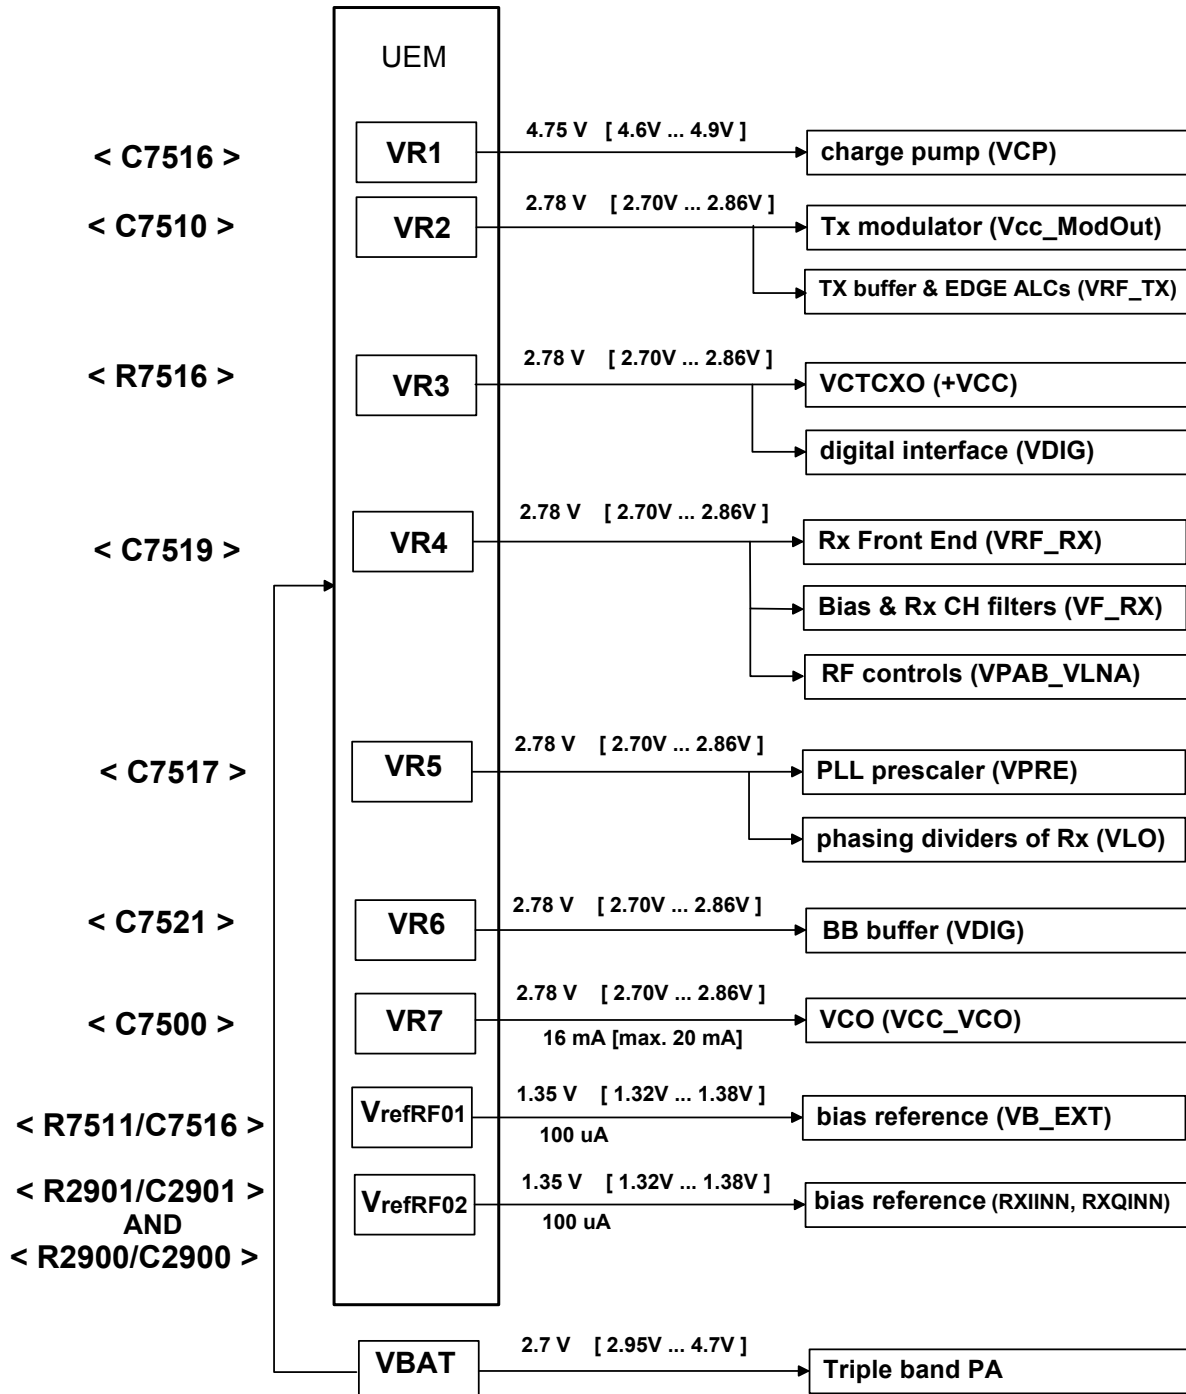 UEM
< C7516 >
VR1
4.75 V [ 4.6V ... 4.9V ]
charge pump (VCP)
< C7510 >
VR2
2.78 V [ 2.70V ... 2.86V ]
Tx modulator (Vcc_ModOut)
TX buffer & EDGE ALCs (VRF_TX)
< R7516 >
VR3
2.78 V [ 2.70V ... 2.86V ]
VCTCXO (+VCC)
digital interface (VDIG)
< C7519 >
VR4
2.78 V [ 2.70V ... 2.86V ]
Rx Front End (VRF_RX)
Bias & Rx CH filters (VF_RX)
RF controls (VPAB_VLNA)
< C7517 >
VR5
2.78 V [ 2.70V ... 2.86V ]
PLL prescaler (VPRE)
phasing dividers of Rx (VLO)
< C7521 >
VR6
2.78 V [ 2.70V ... 2.86V ]
BB buffer (VDIG)
< C7500 >
VR7
2.78 V [ 2.70V ... 2.86V ]
16 mA [max. 20 mA]
VCO (VCC_VCO)
< R7511/C7516 >
VrefRF01
1.35 V [ 1.32V ... 1.38V ]
100 uA
bias reference (VB_EXT)
< R2901/C2901 >
AND
< R2900/C2900 >
VrefRF02
1.35 V [ 1.32V ... 1.38V ]
100 uA
bias reference (RXIINN, RXQINN)
VBAT
2.7 V [ 2.95V ... 4.7V ]
Triple band PA